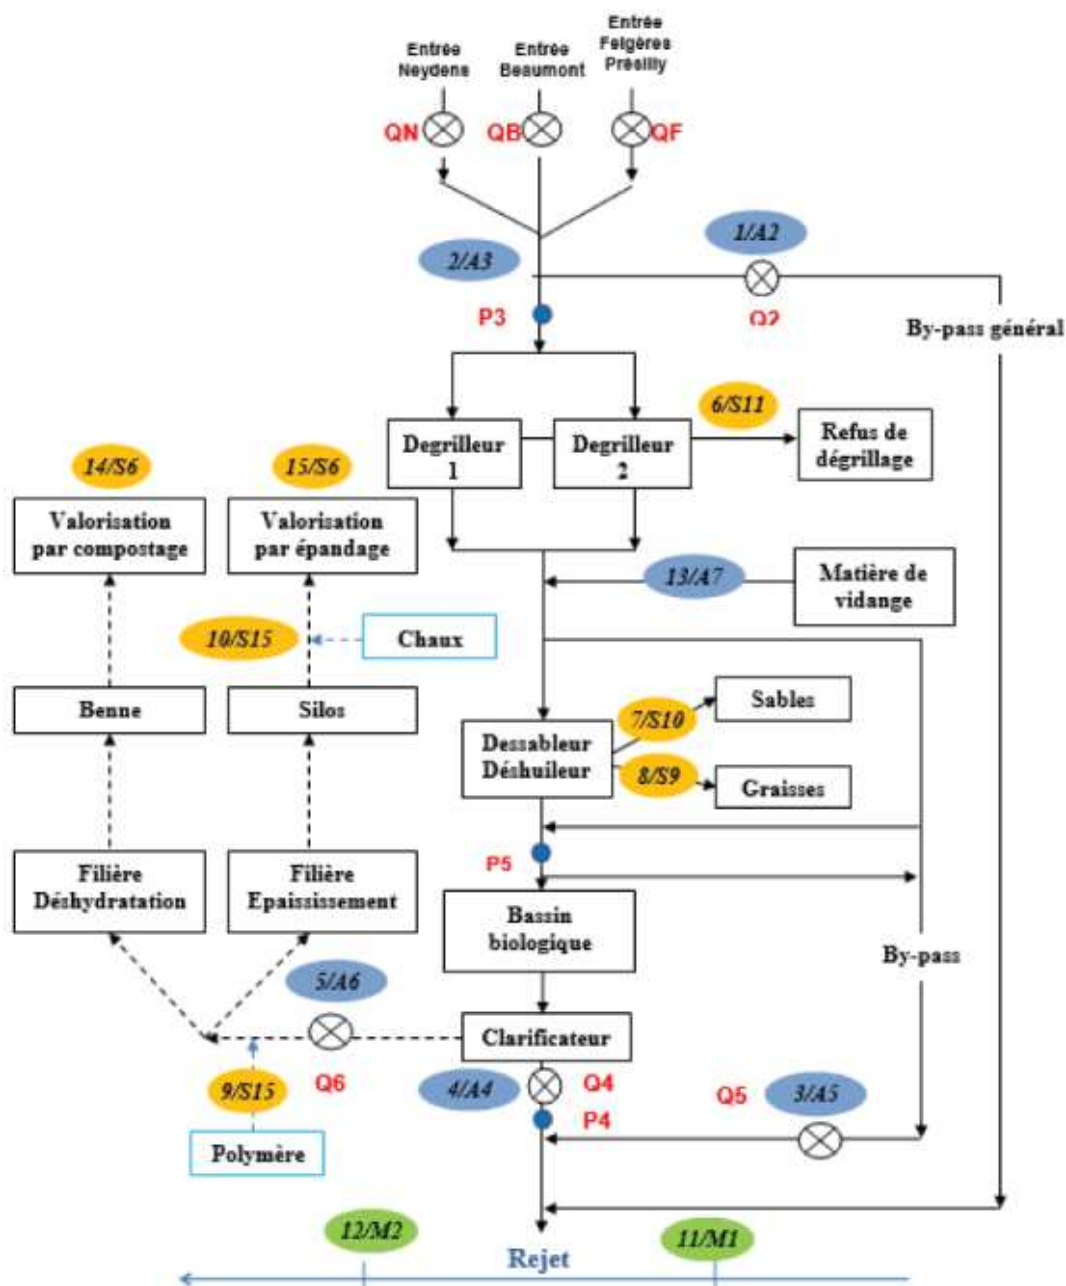 Entrée
Neydens
Entrée
Beaumont
Entrée
Feigères
Présilly
QN
QB
QF
1/A2
2/A3
P3
Q2
By-pass général
6/S11
Degrilleur
1
Degrilleur
2
Refus de
dégrillage
14/S6
15/S6
Valorisation
par compostage
Valorisation
par épandage
13/A7
Matière de
vidange
10/S15
Chaux
Benne
Silos
7/S10
Sables
Dessableur
Déshuileur
8/S9
Graisses
P5
Filière
Déshydratation
Filière
Epaississement
Bassin
biologique
By-pass
5/A6
Clarificateur
9/S15
Q6
4/A4
Q4
P4
Q5
3/A5
Polymère
12/M2
11/M1
Rejet